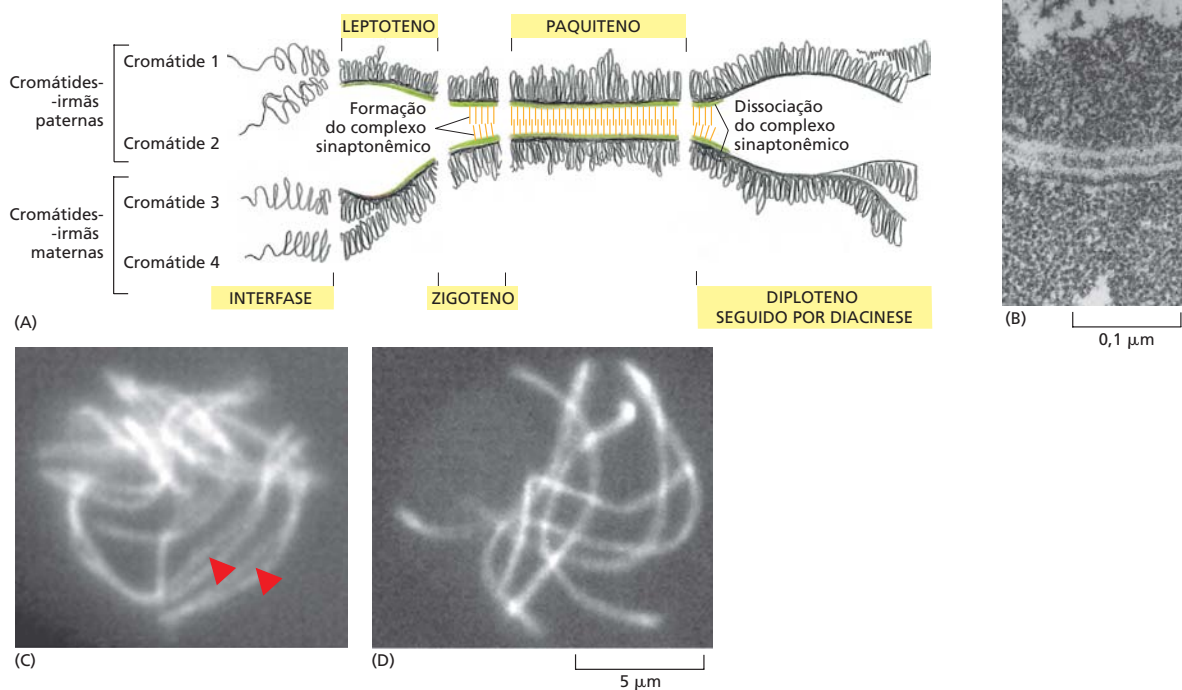 LEPTOTENO
PAQUITENO
Cromátides-
-irmãs
paternas
Cromátide 1
Cromátide 2
Formação
do complexo
sinaptonêmico
Dissociação
do complexo
sinaptonêmico
Cromátides-
-irmãs
maternas
Cromátide 3
Cromátide 4
INTERFASE
ZIGOTENO
DIPLOTENO
SEGUIDO POR DIACINESE
(A)
(B)
0,1 μm
(C)
(D)
5 μm